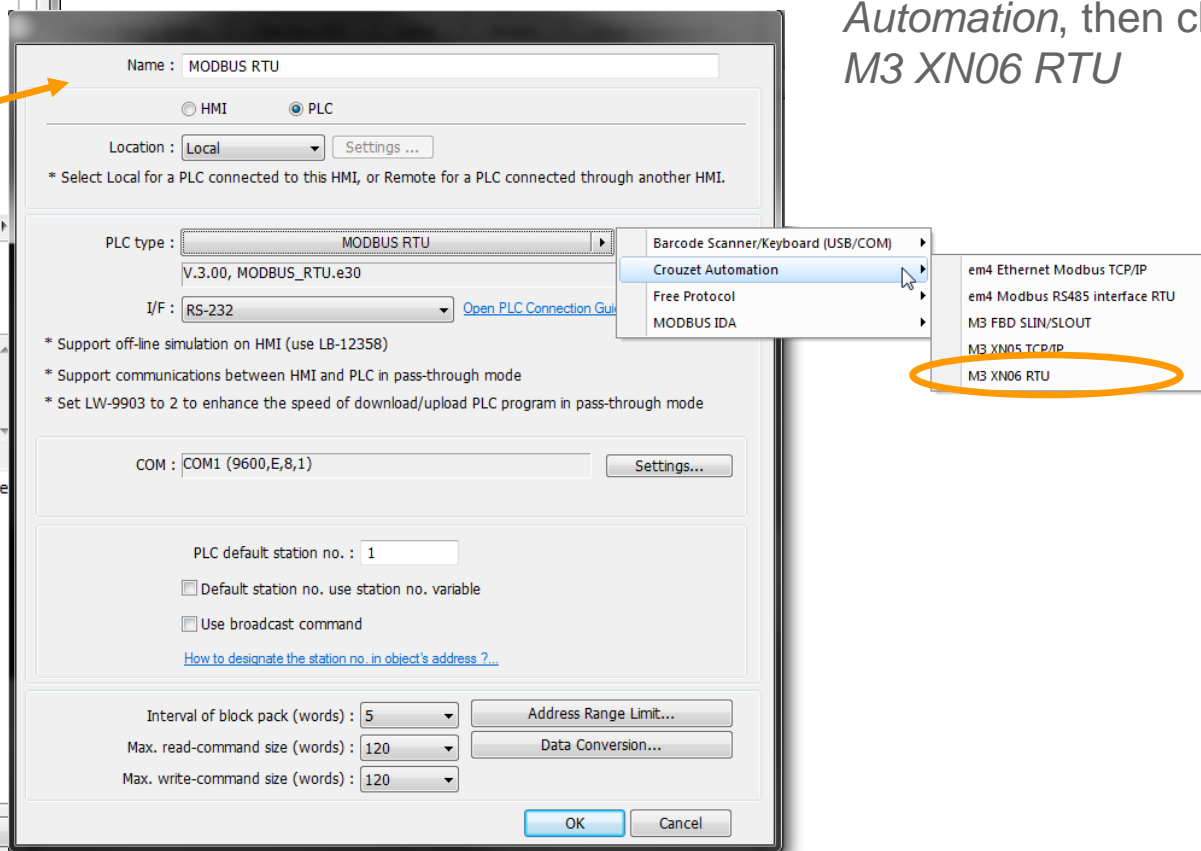 Automation, then cl
M3 XN06 RTU
Name : MODBUS RTU
HMI PLC
Location : Local Settings ...
* Select Local for a PLC connected to this HMI, or Remote for a PLC connected through another HMI.
PLC type : MODBUS RTU
V.3.00, MODBUS_RTU.e30
I/F : RS-232 Open PLC Connection Gui
* Support off-line simulation on HMI (use LB-12358)
* Support communications between HMI and PLC in pass-through mode
* Set LW-9903 to 2 to enhance the speed of download/upload PLC program in pass-through mode
COM : COM1 (9600,E,8,1) Settings...
PLC default station no. : 1
Default station no. use station no. variable
Use broadcast command
How to designate the station no. in object's address ?...
Interval of block pack (words) : 5 Address Range Limit...
Max. read-command size (words) : 120 Data Conversion...
Max. write-command size (words) : 120
OK Cancel
Barcode Scanner/Keyboard (USB/COM)
Crouzet Automation
Free Protocol
MODBUS IDA
em4 Ethernet Modbus TCP/IP
em4 Modbus RS485 interface RTU
M3 FBD SLIN/SLOUT
M3 XN05 TCP/IP
M3 XN06 RTU
e